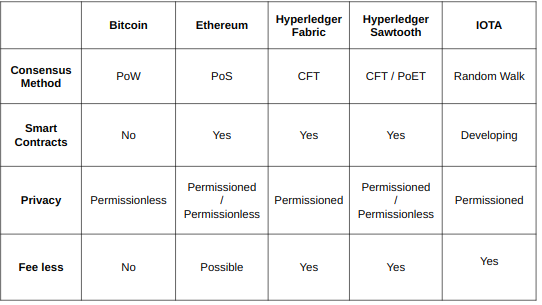 Bitcoin Ethereum Hyperledger Fabric Hyperledger Sawtooth IOTA
Consensus Method PoW PoS CFT CFT / PoET Random Walk
Smart Contracts No Yes Yes Yes Developing
Privacy Permissionless Permissioned / Permissionless Permissioned Permissioned / Permissionless Permissioned
Fee less No Possible Yes Yes Yes